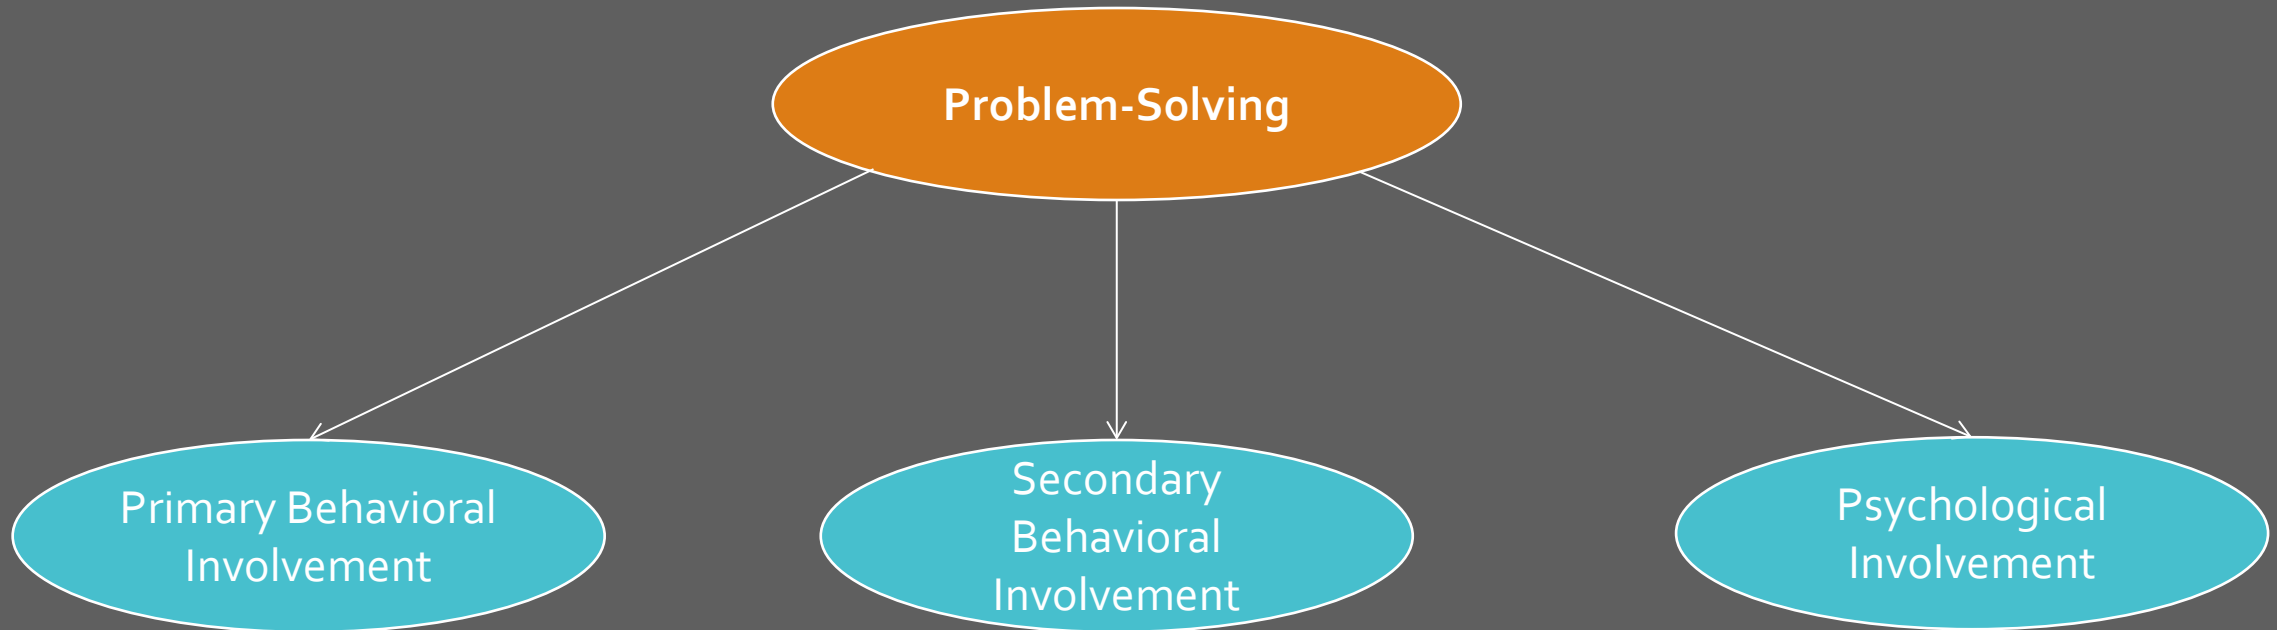 Problem-Solving
Primary Behavioral
Involvement
Secondary
Behavioral
Involvement
Psychological
Involvement